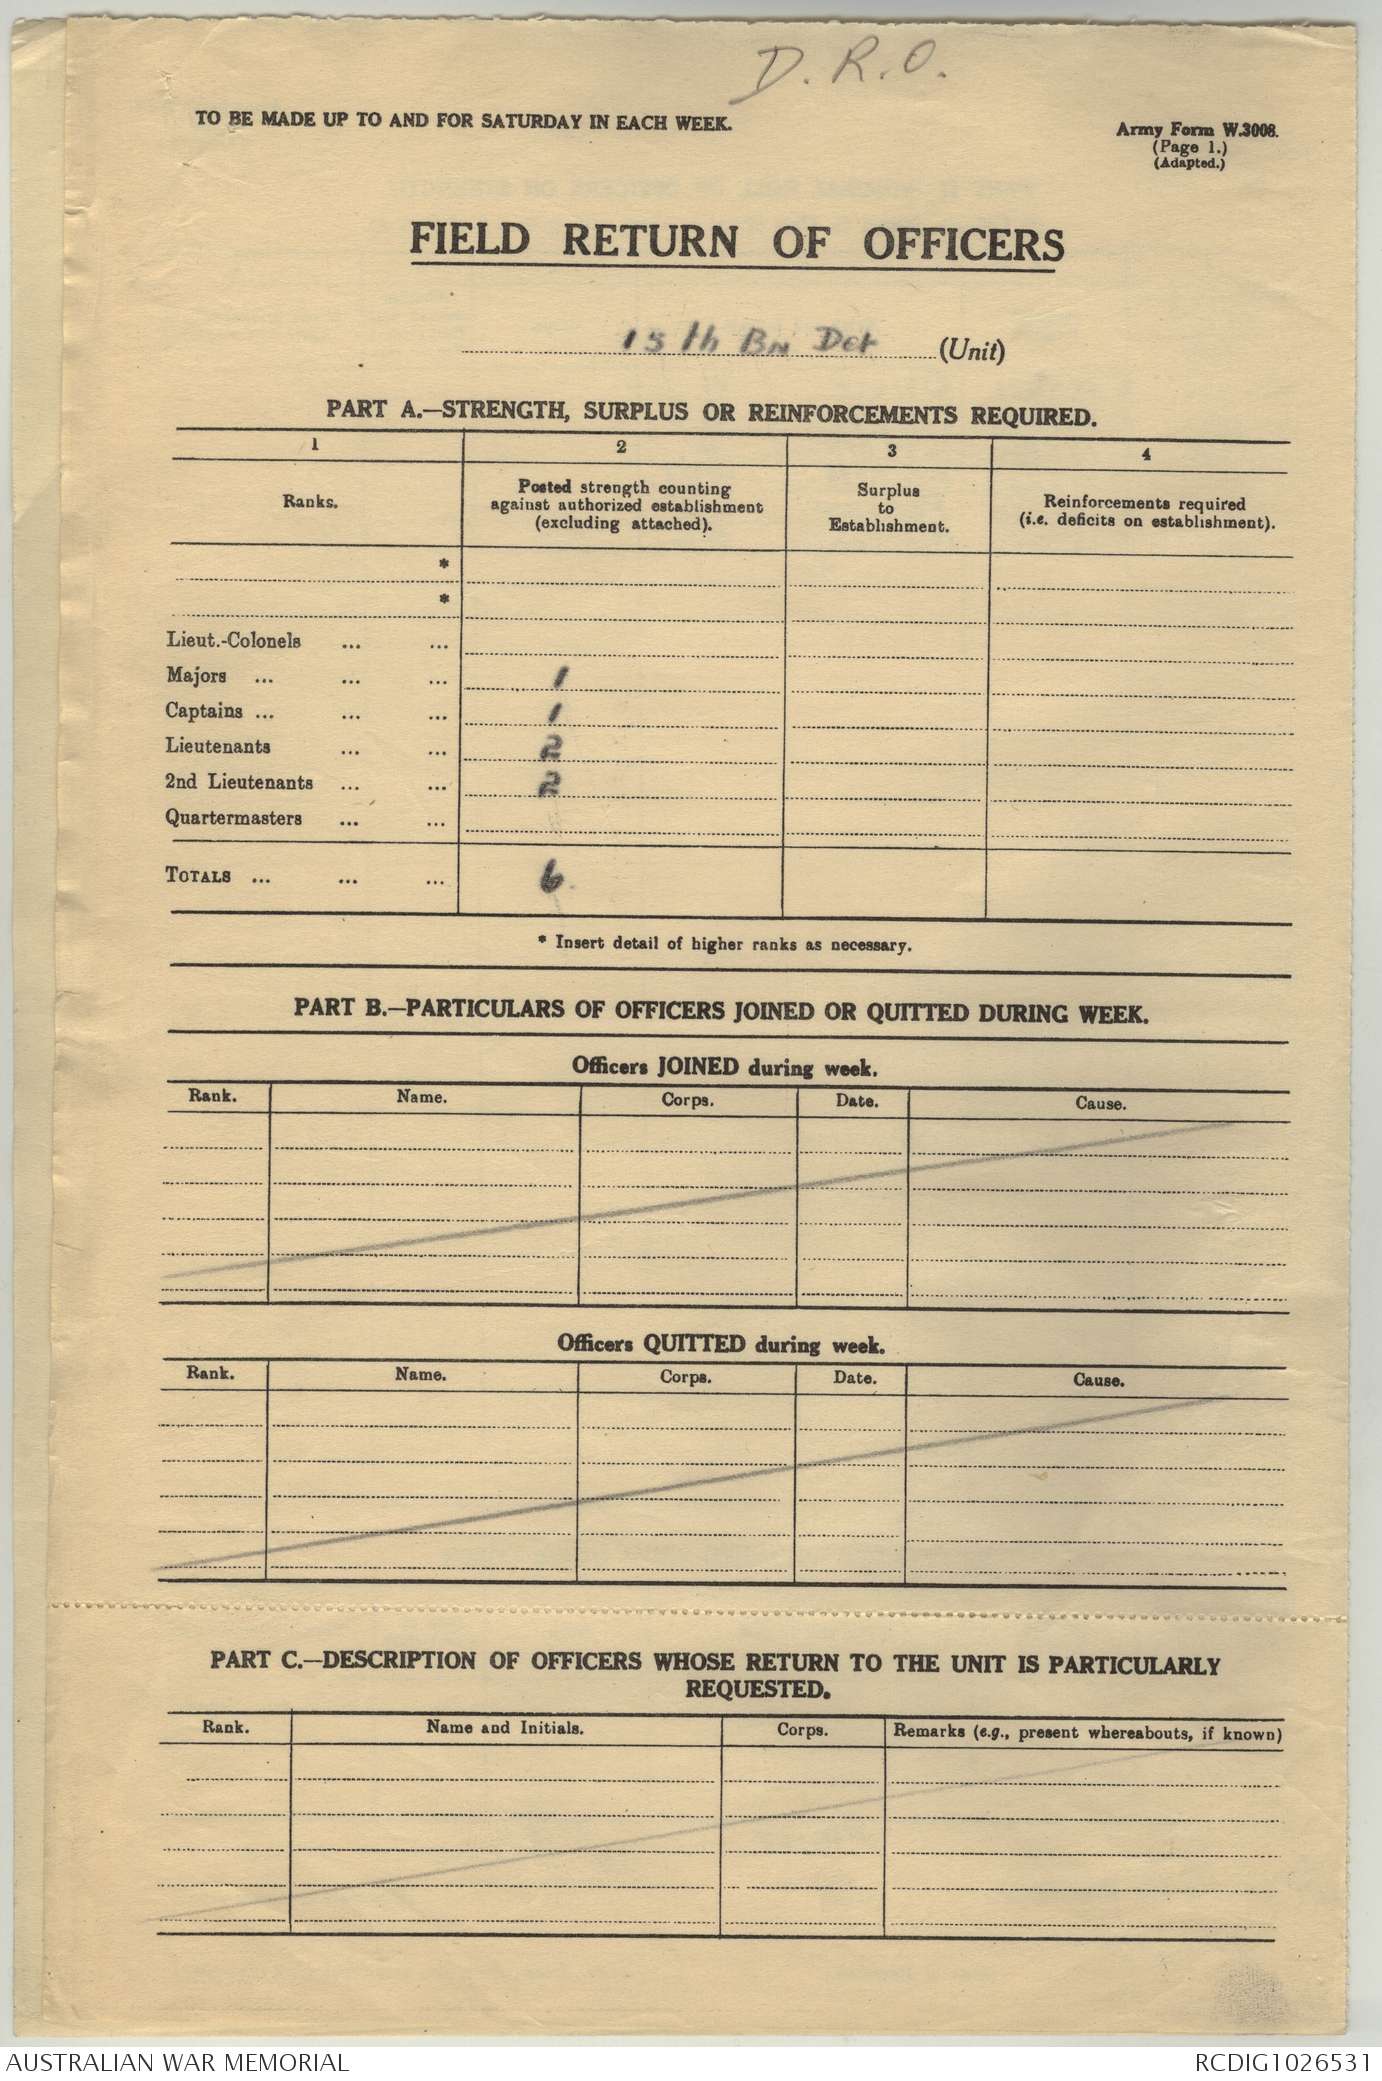 D. R. O.
TO BE MADE UP TO AND FOR SATURDAY IN EACH WEEK.
Army Form W.3008.
(Page 1.)
(Adapted.)
FIELD RETURN OF OFFICERS
15th Bn Det (Unit)
PART A.—STRENGTH, SURPLUS OR REINFORCEMENTS REQUIRED.
1 2 3 4
Ranks. Posted strength counting against authorized establishment (excluding attached). Surplus to Establishment. Reinforcements required (i.e. deficits on establishment).
*
*
Lieut.-Colonels ... ...
Majors ... ... ... 1
Captains ... ... ... 1
Lieutenants ... ... 2
2nd Lieutenants ... ... 2
Quartermasters ... ...
TOTALS ... ... ... 6
* Insert detail of higher ranks as necessary.
PART B.—PARTICULARS OF OFFICERS JOINED OR QUITTED DURING WEEK.
Officers JOINED during week.
Rank. Name. Corps. Date. Cause.
Officers QUITTED during week.
Rank. Name. Corps. Date. Cause.
PART C.—DESCRIPTION OF OFFICERS WHOSE RETURN TO THE UNIT IS PARTICULARLY
REQUESTED.
Rank. Name and Initials. Corps. Remarks (e.g., present whereabouts, if known)
AUSTRALIAN WAR MEMORIAL RCDIG1026531